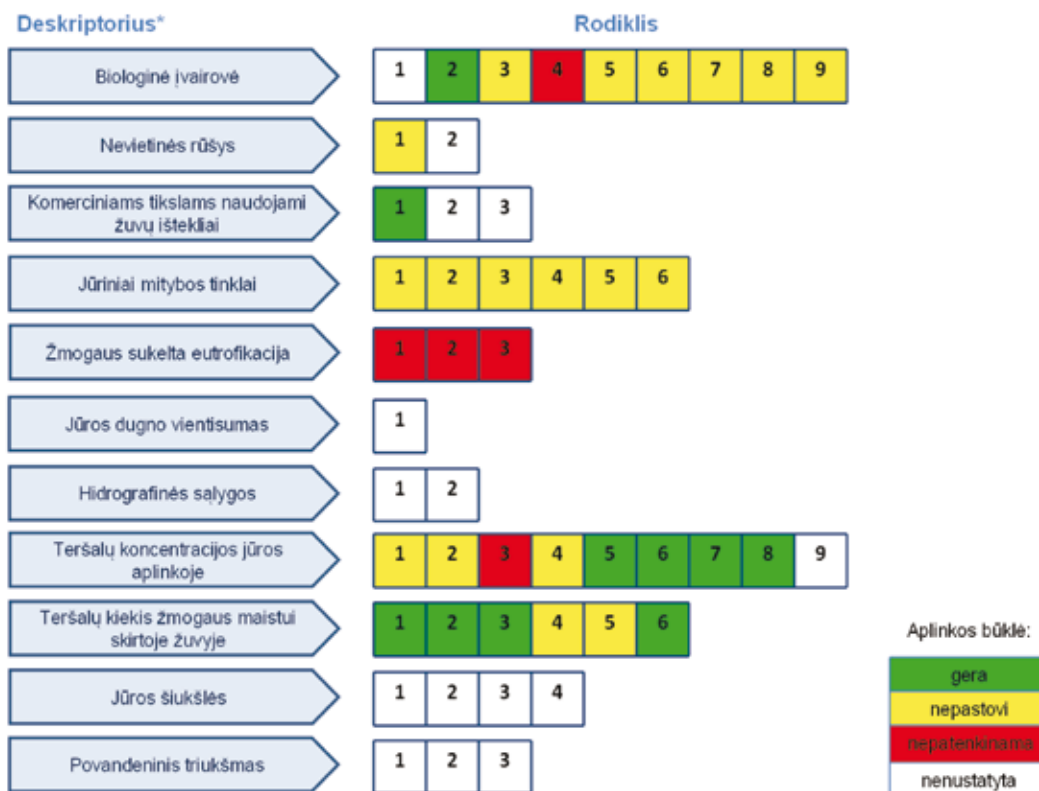 Deskriptorius* Rodiklis
Biologinė įvairovė 1 2 3 4 5 6 7 8 9
Nevietinės rūšys 1 2
Komerciniams tikslams naudojami
žuvų ištekliai 1 2 3
Jūriniai mitybos tinklai 1 2 3 4 5 6
Žmogaus sukelta eutrofikacija 1 2 3
Jūros dugno vientisumas 1
Hidrografinės sąlygos 1 2
Teršalų koncentracijos jūros
aplinkoje 1 2 3 4 5 6 7 8 9
Teršalų kiekis žmogaus maistui
skirtoje žuvyje 1 2 3 4 5 6
Jūros šiukšlės 1 2 3 4
Povandeninis triukšmas 1 2 3
Aplinkos būklė:
gera
nepastovi
nepatenkinama
nenustatyta